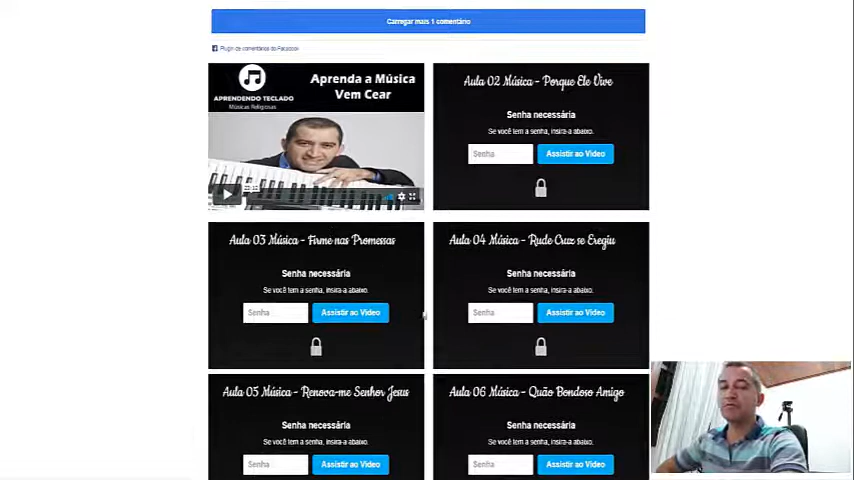 Carregar mais 1 comentário
Plugin de comentários do Facebook
APRENDENDO TECLADO
Músicas Religiosas
Aprenda a Música
Vem Cear
Aula 02 Música - Porque Ele Vive
Senha necessária
Se você tem a senha, insira-a abaixo.
Senha
Assistir ao Vídeo
Aula 03 Música - Firme nas Promessas
Senha necessária
Se você tem a senha, insira-a abaixo.
Senha
Assistir ao Vídeo
Aula 04 Música - Rude Cruz se Eregiu
Senha necessária
Se você tem a senha, insira-a abaixo.
Senha
Assistir ao Vídeo
Aula 05 Música - Renova-me Senhor Jesus
Senha necessária
Se você tem a senha, insira-a abaixo.
Senha
Assistir ao Vídeo
Aula 06 Música - Quão Bondoso Amigo
Senha necessária
Se você tem a senha, insira-a abaixo.
Senha
Assistir ao Vídeo